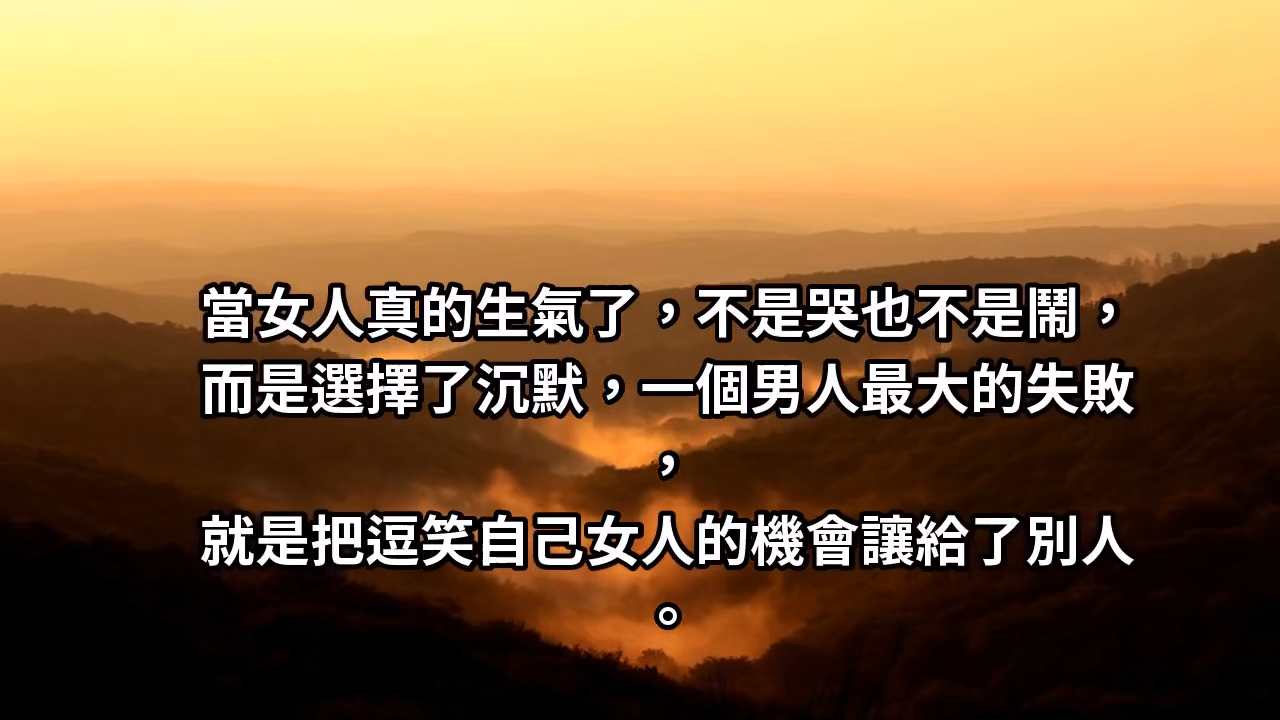 當女人真的生氣了，不是哭也不是鬧，
而是選擇了沉默，一個男人最大的失敗
，
就是把逗笑自己女人的機會讓給了別人
。